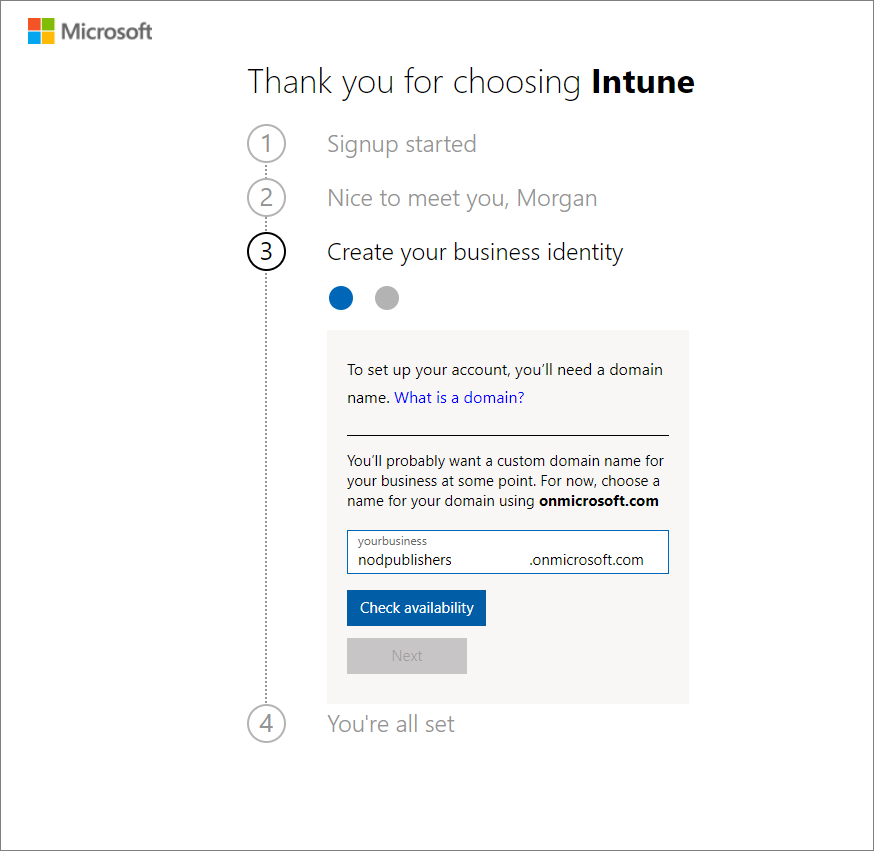 Microsoft
Thank you for choosing Intune
1 Signup started
2 Nice to meet you, Morgan
3 Create your business identity
To set up your account, you’ll need a domain
name. What is a domain?
You’ll probably want a custom domain name for
your business at some point. For now, choose a
name for your domain using onmicrosoft.com
yourbusiness
nodpublishers .onmicrosoft.com
Check availability
Next
4 You're all set